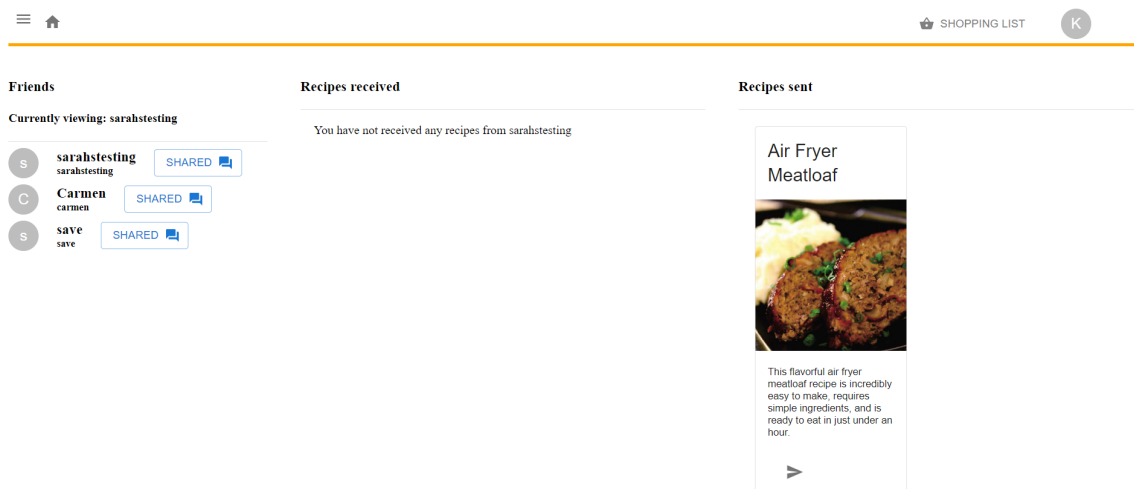 SHOPPING LIST
K
Friends
Currently viewing: sarahstesting
s
sarahstesting
sarahstesting
SHARED
C
Carmen
carmen
SHARED
s
save
save
SHARED
Recipes received
You have not received any recipes from sarahstesting
Recipes sent
Air Fryer
Meatloaf
This flavorful air fryer
meatloaf recipe is incredibly
easy to make, requires
simple ingredients, and is
ready to eat in just under an
hour.